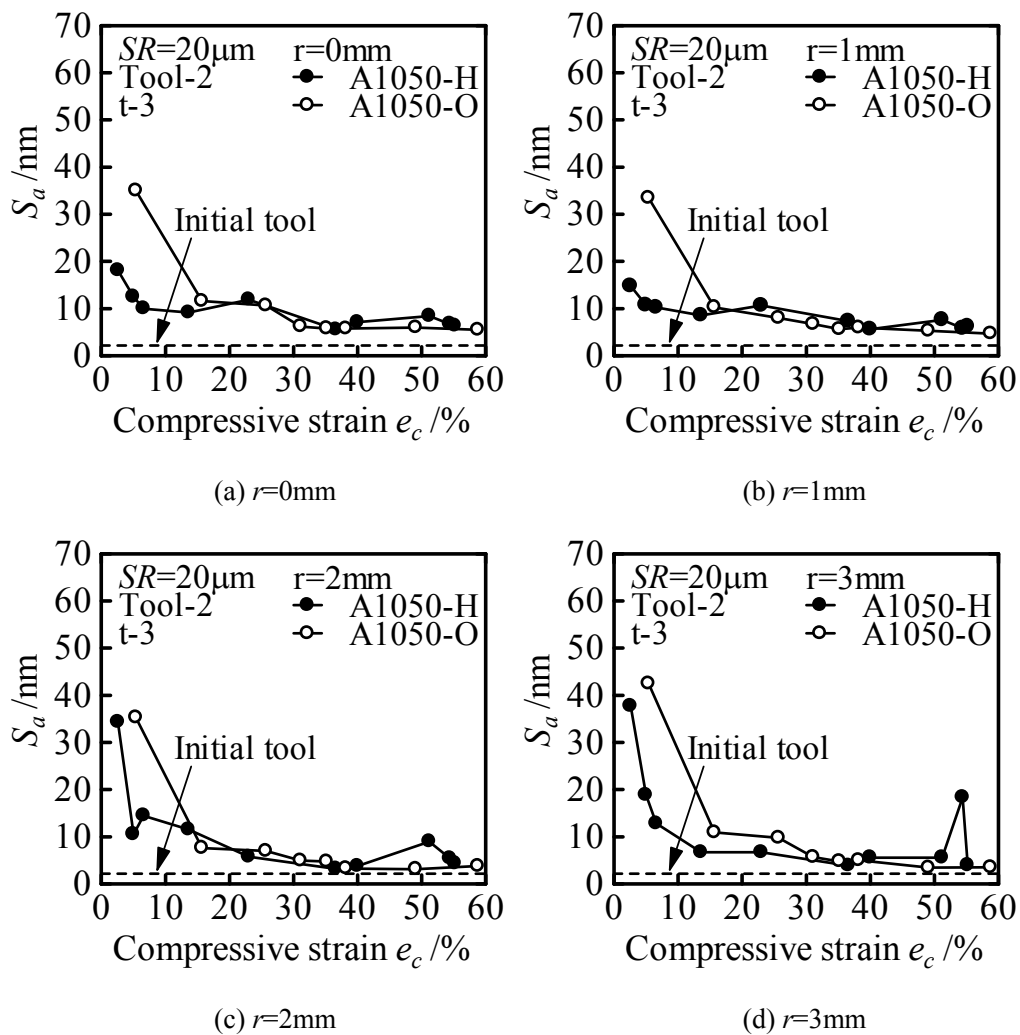 70
60
50
40
30
20
10
0
S_a /nm
SR=20μm r=0mm
Tool-2 A1050-H
t-3 A1050-O
Initial tool
0 10 20 30 40 50 60
Compressive strain e_c /%
(a) r=0mm
70
60
50
40
30
20
10
0
S_a /nm
SR=20μm r=1mm
Tool-2 A1050-H
t-3 A1050-O
Initial tool
0 10 20 30 40 50 60
Compressive strain e_c /%
(b) r=1mm
70
60
50
40
30
20
10
0
S_a /nm
SR=20μm r=2mm
Tool-2 A1050-H
t-3 A1050-O
Initial tool
0 10 20 30 40 50 60
Compressive strain e_c /%
(c) r=2mm
70
60
50
40
30
20
10
0
S_a /nm
SR=20μm r=3mm
Tool-2 A1050-H
t-3 A1050-O
Initial tool
0 10 20 30 40 50 60
Compressive strain e_c /%
(d) r=3mm